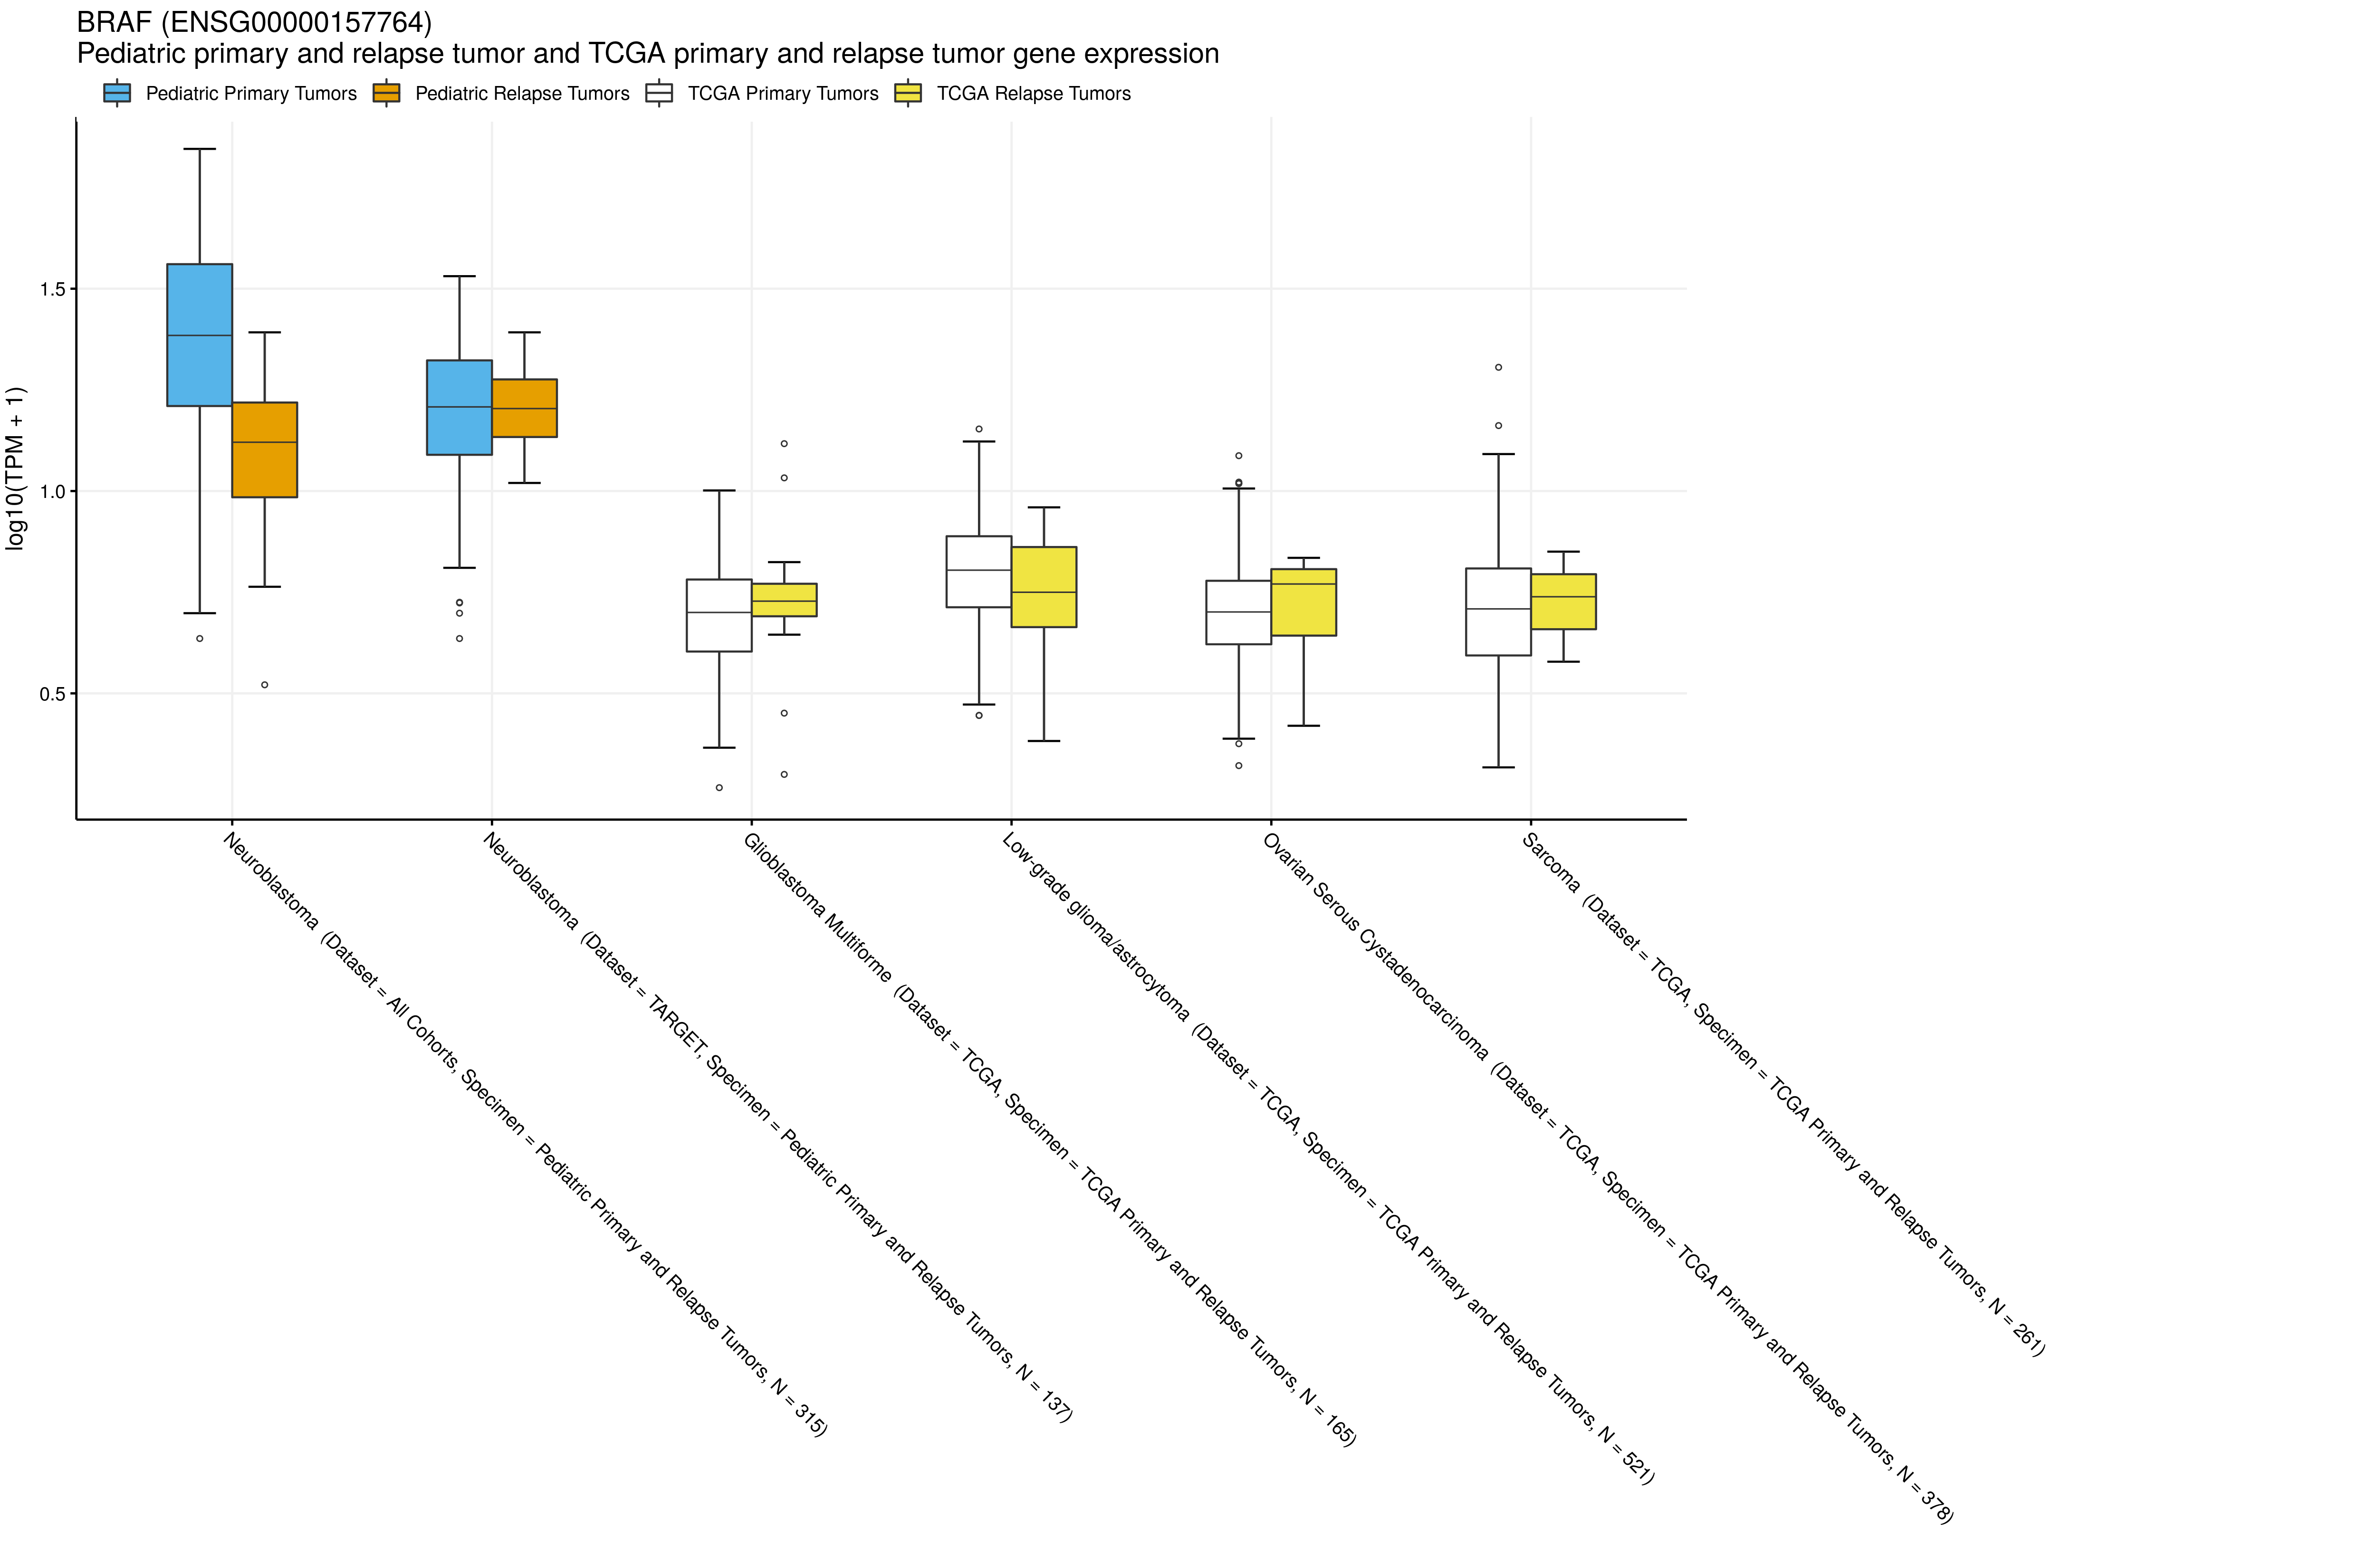 BRAF (ENSG00000157764)
Pediatric primary and relapse tumor and TCGA primary and relapse tumor gene expression
Pediatric Primary Tumors Pediatric Relapse Tumors TCGA Primary Tumors TCGA Relapse Tumors
log10(TPM + 1)
1.5
1.0
0.5
Neuroblastoma (Dataset = All Cohorts, Specimen = Pediatric Primary and Relapse Tumors, N = 315)
Neuroblastoma (Dataset = TARGET, Specimen = Pediatric Primary and Relapse Tumors, N = 137)
Glioblastoma Multiforme (Dataset = TCGA, Specimen = TCGA Primary and Relapse Tumors, N = 165)
Low-grade glioma/astrocytoma (Dataset = TCGA, Specimen = TCGA Primary and Relapse Tumors, N = 521)
Ovarian Serous Cystadenocarcinoma (Dataset = TCGA, Specimen = TCGA Primary and Relapse Tumors, N = 378)
Sarcoma (Dataset = TCGA, Specimen = TCGA Primary and Relapse Tumors, N = 261)